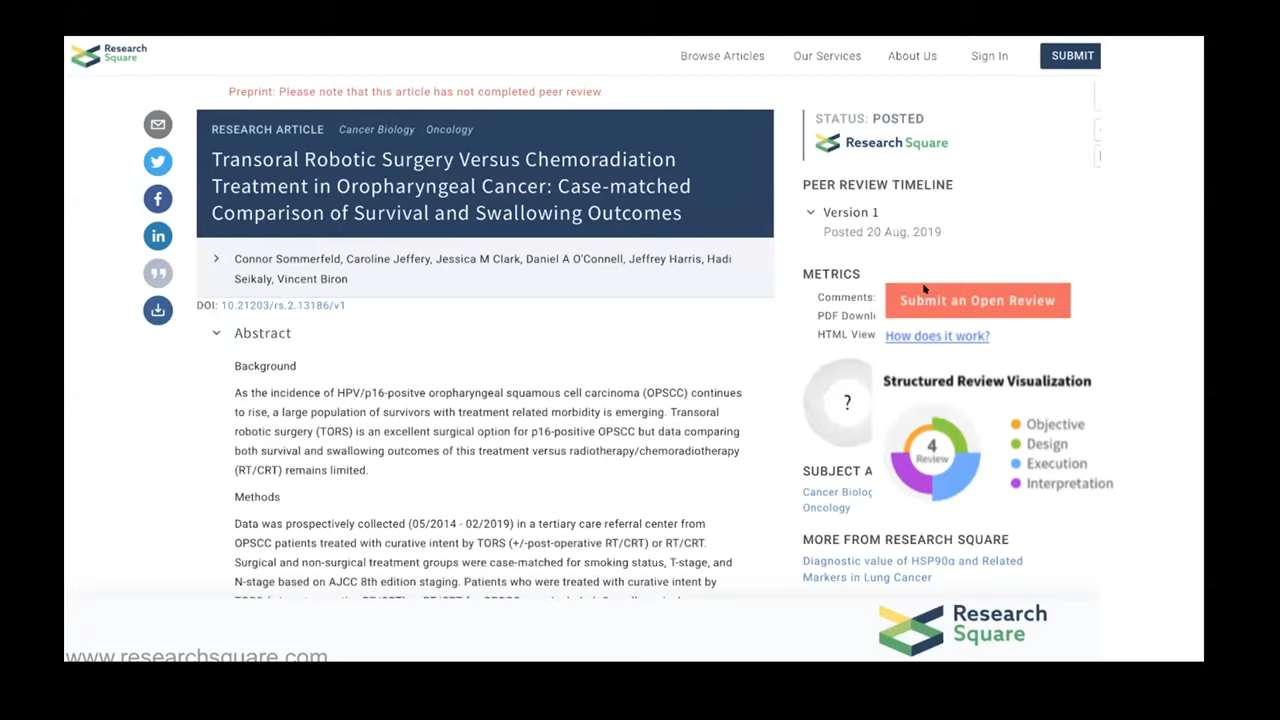 Research
Square
Browse Articles Our Services About Us Sign In SUBMIT
Preprint: Please note that this article has not completed peer review
RESEARCH ARTICLE Cancer Biology Oncology
Transoral Robotic Surgery Versus Chemoradiation
Treatment in Oropharyngeal Cancer: Case-matched
Comparison of Survival and Swallowing Outcomes
Connor Sommerfeld, Caroline Jeffery, Jessica M Clark, Daniel A O'Connell, Jeffrey Harris, Hadi
Seikaly, Vincent Biron
DOI: 10.21203/rs.2.13186/v1
Abstract
Background
As the incidence of HPV/p16-positve oropharyngeal squamous cell carcinoma (OPSCC) continues
to rise, a large population of survivors with treatment related morbidity is emerging. Transoral
robotic surgery (TORS) is an excellent surgical option for p16-positive OPSCC but data comparing
both survival and swallowing outcomes of this treatment versus radiotherapy/chemoradiotherapy
(RT/CRT) remains limited.
Methods
Data was prospectively collected (05/2014 - 02/2019) in a tertiary care referral center from
OPSCC patients treated with curative intent by TORS (+/-post-operative RT/CRT) or RT/CRT.
Surgical and non-surgical treatment groups were case-matched for smoking status, T-stage, and
N-stage based on AJCC 8th edition staging. Patients who were treated with curative intent by
STATUS: POSTED
Research Square
PEER REVIEW TIMELINE
Version 1
Posted 20 Aug, 2019
METRICS
Comments:
PDF Downl
HTML View
Submit an Open Review
How does it work?
?
Structured Review Visualization
4
Review
Objective
Design
Execution
Interpretation
SUBJECT A
Cancer Biolog
Oncology
MORE FROM RESEARCH SQUARE
Diagnostic value of HSP90α and Related
Markers in Lung Cancer
Research
Square
www.researchsquare.com